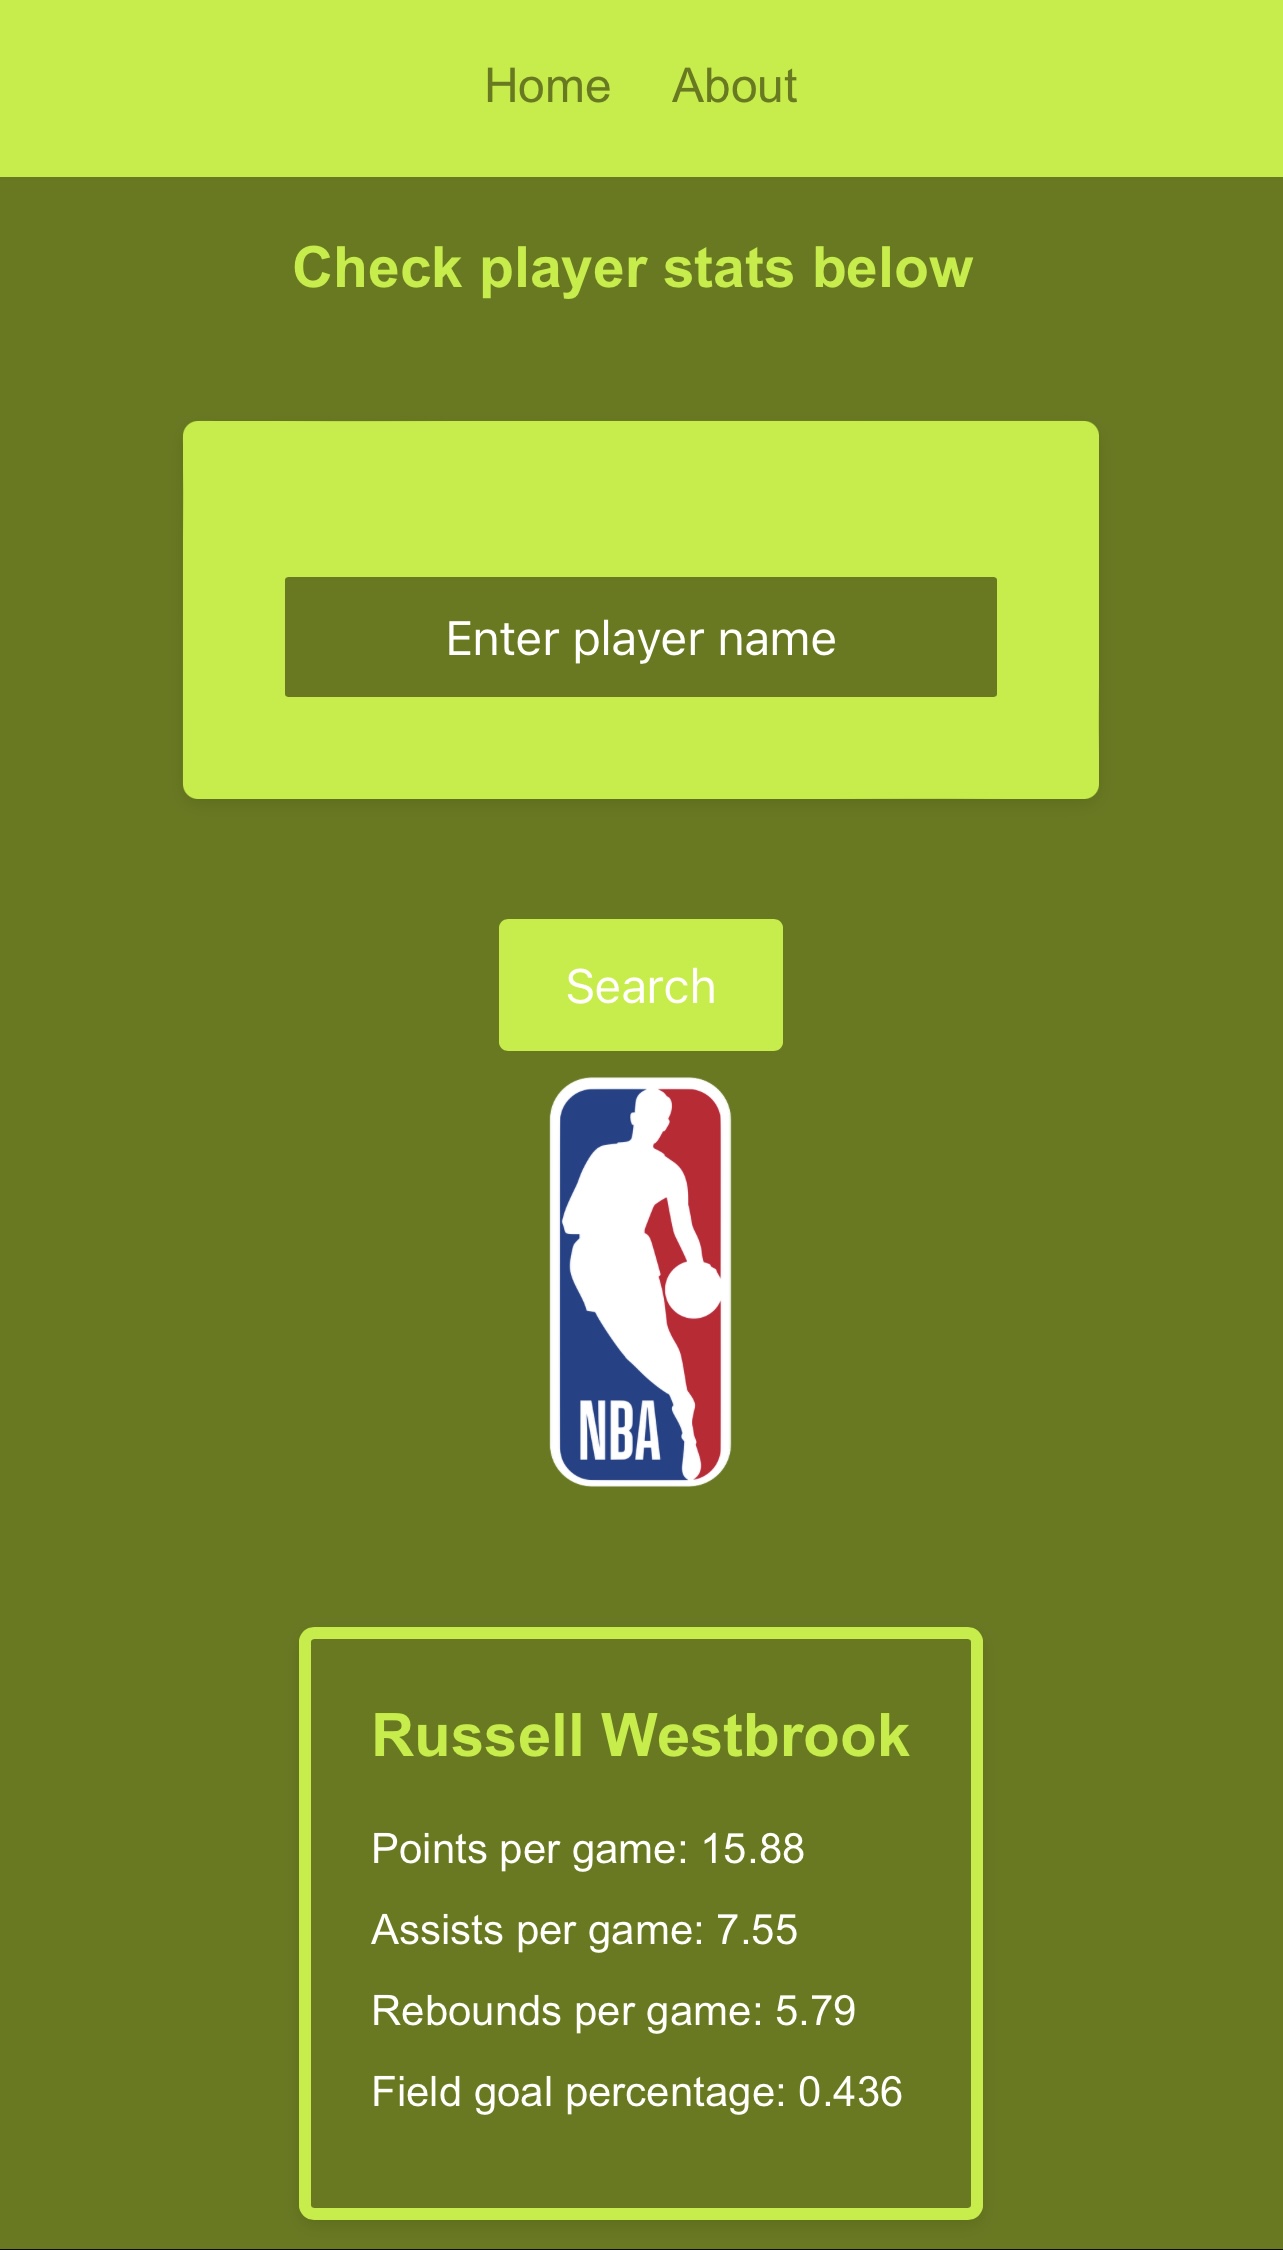 Home About
Check player stats below
Enter player name
Search
NBA
Russell Westbrook
Points per game: 15.88
Assists per game: 7.55
Rebounds per game: 5.79
Field goal percentage: 0.436